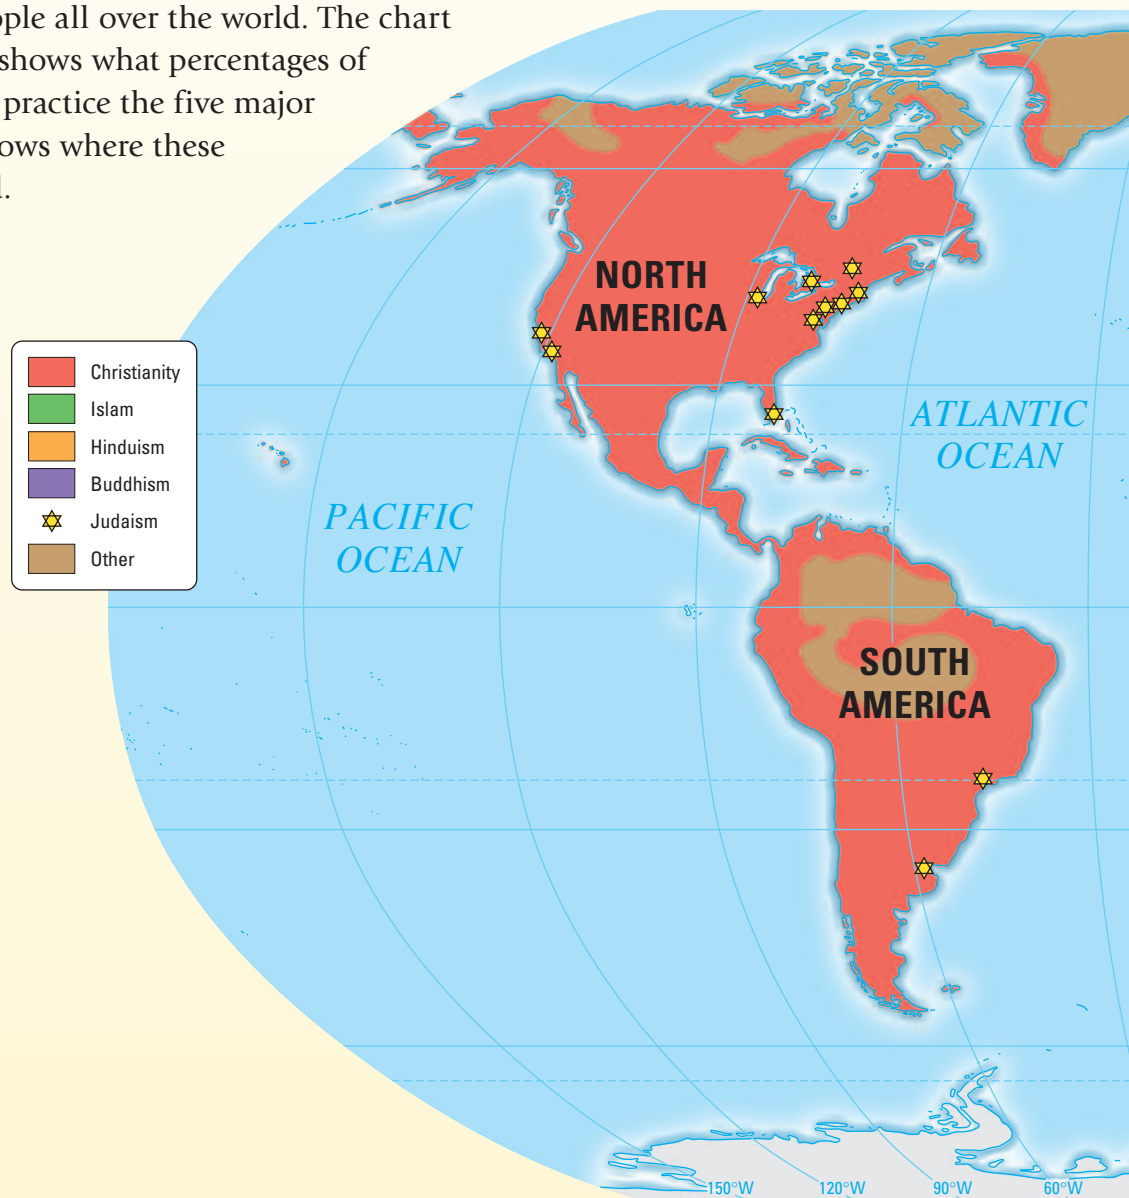 ople all over the world. The chart
shows what percentages of
practice the five major
ows where these
l.
NORTH
AMERICA
Christianity
Islam
Hinduism
Buddhism
Judaism
Other
ATLANTIC
OCEAN
PACIFIC
OCEAN
SOUTH
AMERICA
150°W
120°W
90°W
60°W